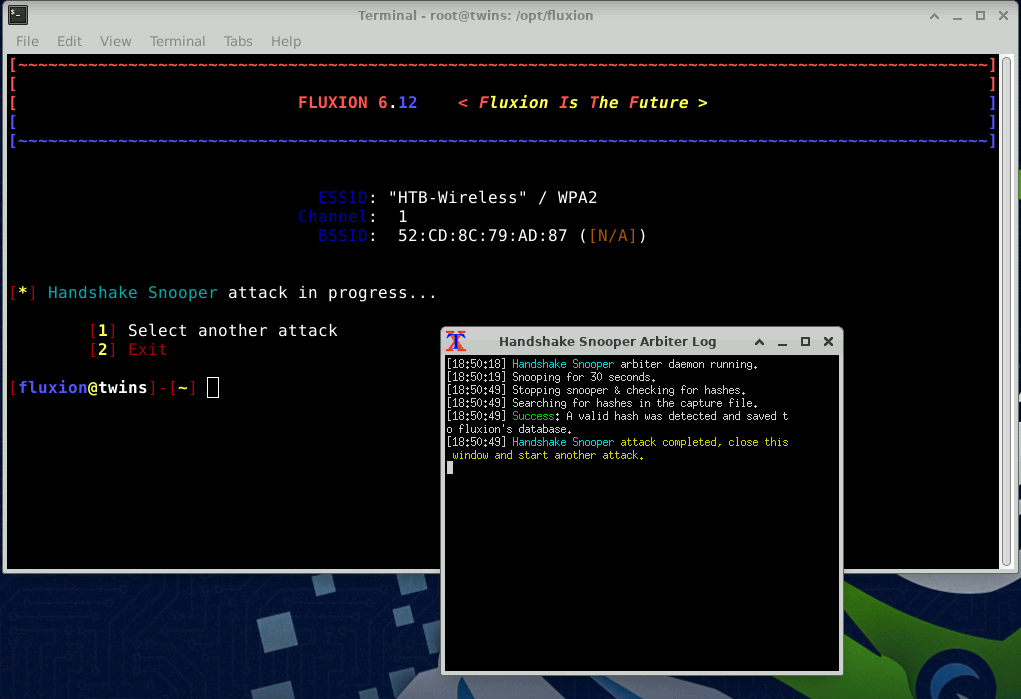 Terminal - root@twins: /opt/fluxion
File Edit View Terminal Tabs Help
[~~~~~~~~~~~~~~~~~~~~~~~~~~~~~~~~~~~~~~~~~~~~~~~~~~~~~~~~~~~~~~~~~~~~~~~~~~~~~~~~~~~~~~~~~~~~~~~~~]
[ ]
[ FLUXION 6.12 < Fluxion Is The Future > ]
[ ]
[~~~~~~~~~~~~~~~~~~~~~~~~~~~~~~~~~~~~~~~~~~~~~~~~~~~~~~~~~~~~~~~~~~~~~~~~~~~~~~~~~~~~~~~~~~~~~~~~~]
ESSID: "HTB-Wireless" / WPA2
Channel: 1
BSSID: 52:CD:8C:79:AD:87 ([N/A])
[*] Handshake Snooper attack in progress...
[1] Select another attack
[2] Exit
[fluxion@twins]-[~]
Handshake Snooper Arbiter Log
[18:50:18] Handshake Snooper arbiter daemon running.
[18:50:19] Snooping for 30 seconds.
[18:50:49] Stopping snooper & checking for hashes.
[18:50:49] Searching for hashes in the capture file.
[18:50:49] Success: A valid hash was detected and saved t
o fluxion's database.
[18:50:49] Handshake Snooper attack completed, close this
window and start another attack.